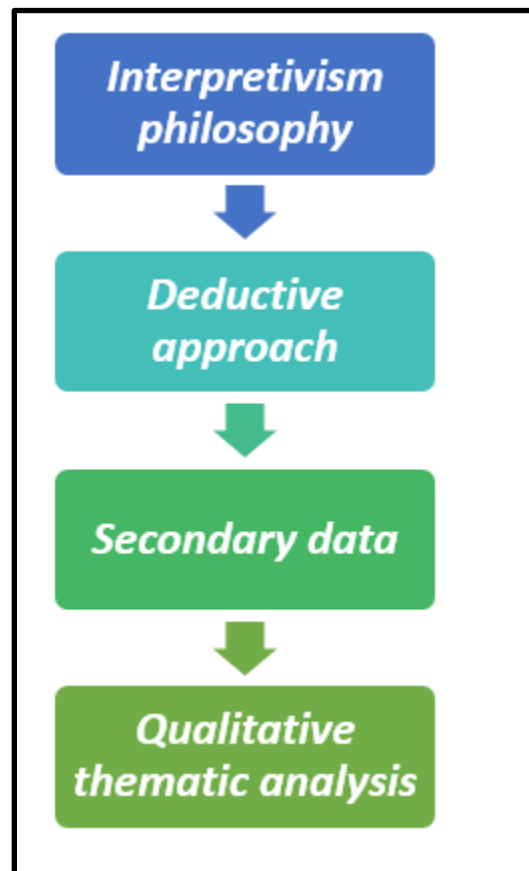 Interpretivism
philosophy
Deductive
approach
Secondary data
Qualitative
thematic analysis